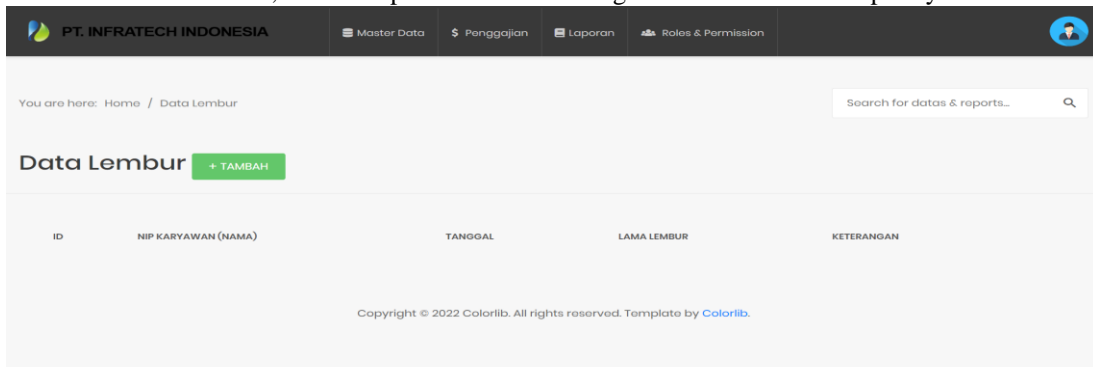 PT. INFRATECH INDONESIA Master Data $ Penggajian Laporan Roles & Permission
You are here: Home / Data Lembur Search for datas & reports...
Data Lembur + TAMBAH
ID NIP KARYAWAN (NAMA) TANGGAL LAMA LEMBUR KETERANGAN
Copyright © 2022 Colorlib. All rights reserved. Template by Colorlib.